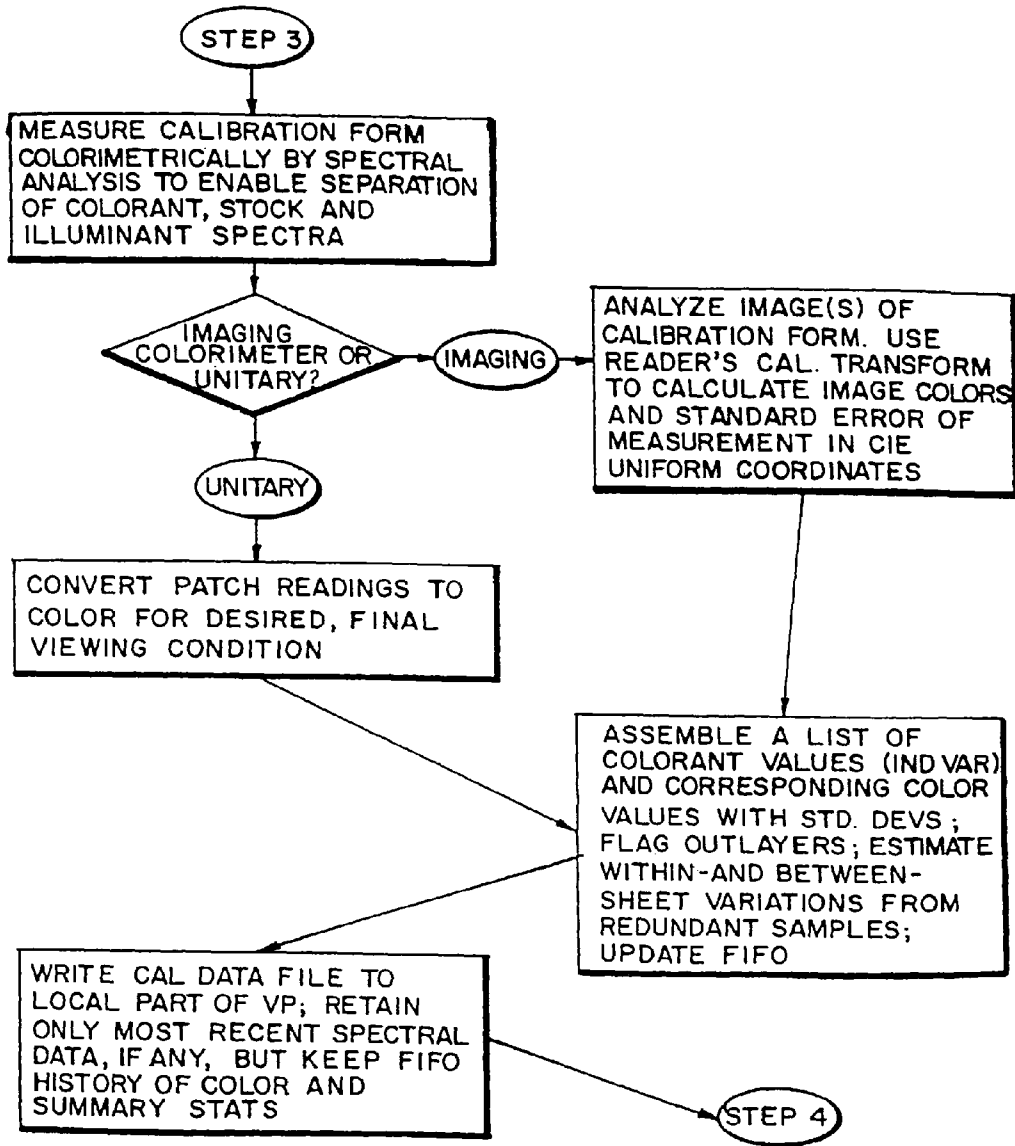 STEP 3
MEASURE CALIBRATION FORM
COLORIMETRICALLY BY SPECTRAL
ANALYSIS TO ENABLE SEPARATION
OF COLORANT, STOCK AND
ILLUMINANT SPECTRA
IMAGING
COLORIMETER OR
UNITARY?
IMAGING
ANALYZE IMAGE(S) OF
CALIBRATION FORM. USE
READER'S CAL. TRANSFORM
TO CALCULATE IMAGE COLORS
AND STANDARD ERROR OF
MEASUREMENT IN CIE
UNIFORM COORDINATES
UNITARY
CONVERT PATCH READINGS TO
COLOR FOR DESIRED, FINAL
VIEWING CONDITION
ASSEMBLE A LIST OF
COLORANT VALUES (IND VAR)
AND CORRESPONDING COLOR
VALUES WITH STD. DEVS;
FLAG OUTLAYERS; ESTIMATE
WITHIN-AND BETWEEN-
SHEET VARIATIONS FROM
REDUNDANT SAMPLES;
UPDATE FIFO
WRITE CAL DATA FILE TO
LOCAL PART OF VP; RETAIN
ONLY MOST RECENT SPECTRAL
DATA, IF ANY, BUT KEEP FIFO
HISTORY OF COLOR AND
SUMMARY STATS
STEP 4